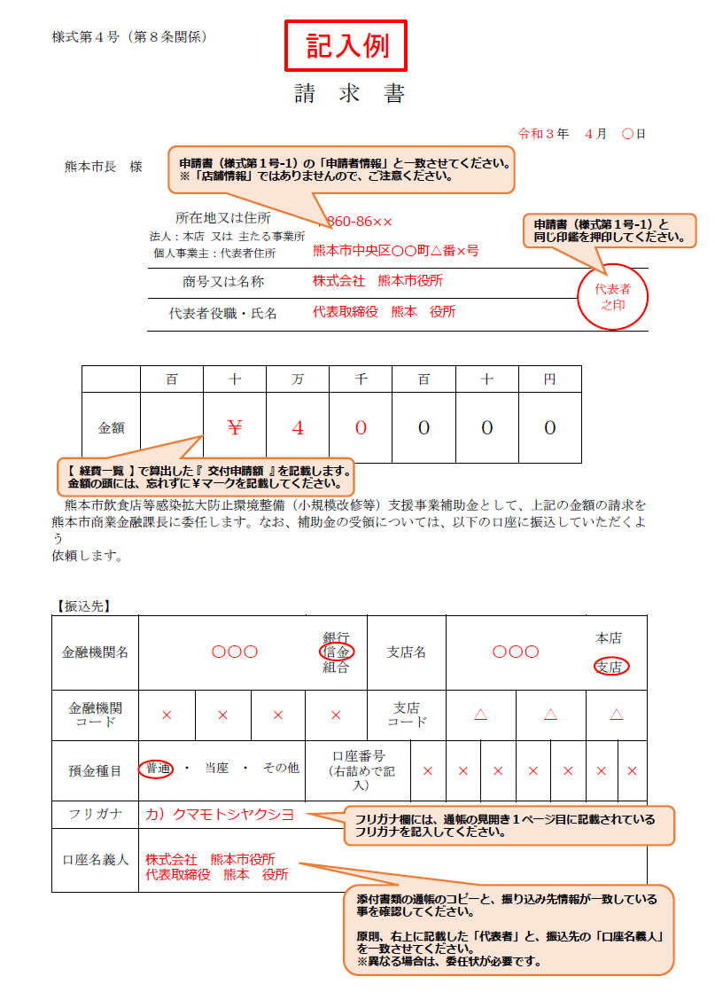 様式第４号（第８条関係）
記入例
請　求　書
令和３年　４月　〇日
熊本市長　様
申請書（様式第１号-1）の「申請者情報」と一致させてください。
※「店舗情報」ではありませんので、ご注意ください。
所在地又は住所
法人：本店 又は 主たる事業所
個人事業主：代表者住所
860-86××
熊本市中央区〇〇町△番×号
申請書（様式第１号-1）と
同じ印鑑を押印してください。
商号又は名称
株式会社　熊本市役所
代表者役職・氏名
代表取締役　熊本　役所
代表者
之印
百　十　万　千　百　十　円
金額　￥　４　０　０　０　０
【 経費一覧 】で算出した『 交付申請額 』を記載します。
金額の頭には、忘れずに￥マークを記載してください。
熊本市飲食店等感染拡大防止環境整備（小規模改修等）支援事業補助金として、上記の金額の請求を
熊本市商業金融課長に委任します。なお、補助金の受領については、以下の口座に振込していただくよ
う
依頼します。
【振込先】
金融機関名
〇〇〇
銀行
信金
組合
支店名
〇〇〇
本店
支店
金融機関
コード
×　×　×　×
支店
コード
△　△　△
預金種目
普通　・　当座　・　その他
口座番号
（右詰めで記
入）
×　×　×　×　×　×　×
フリガナ
カ）クマモトシヤクシヨ
フリガナ欄には、通帳の見開き１ページ目に記載されている
フリガナを記入してください。
口座名義人
株式会社　熊本市役所
代表取締役　熊本　役所
添付書類の通帳のコピーと、振り込み先情報が一致している
事を確認してください。
原則、右上に記載した「代表者」と、振込先の「口座名義人」
を一致させてください。
※異なる場合は、委任状が必要です。